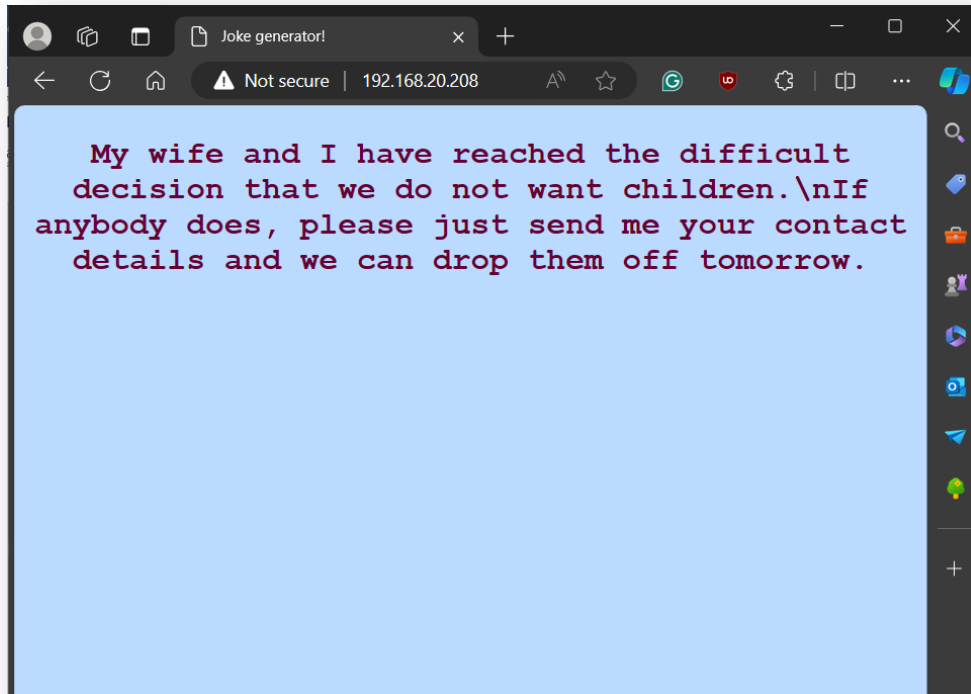 Joke generator!
Not secure
192.168.20.208
My wife and I have reached the difficult
decision that we do not want children.\nIf
anybody does, please just send me your contact
details and we can drop them off tomorrow.